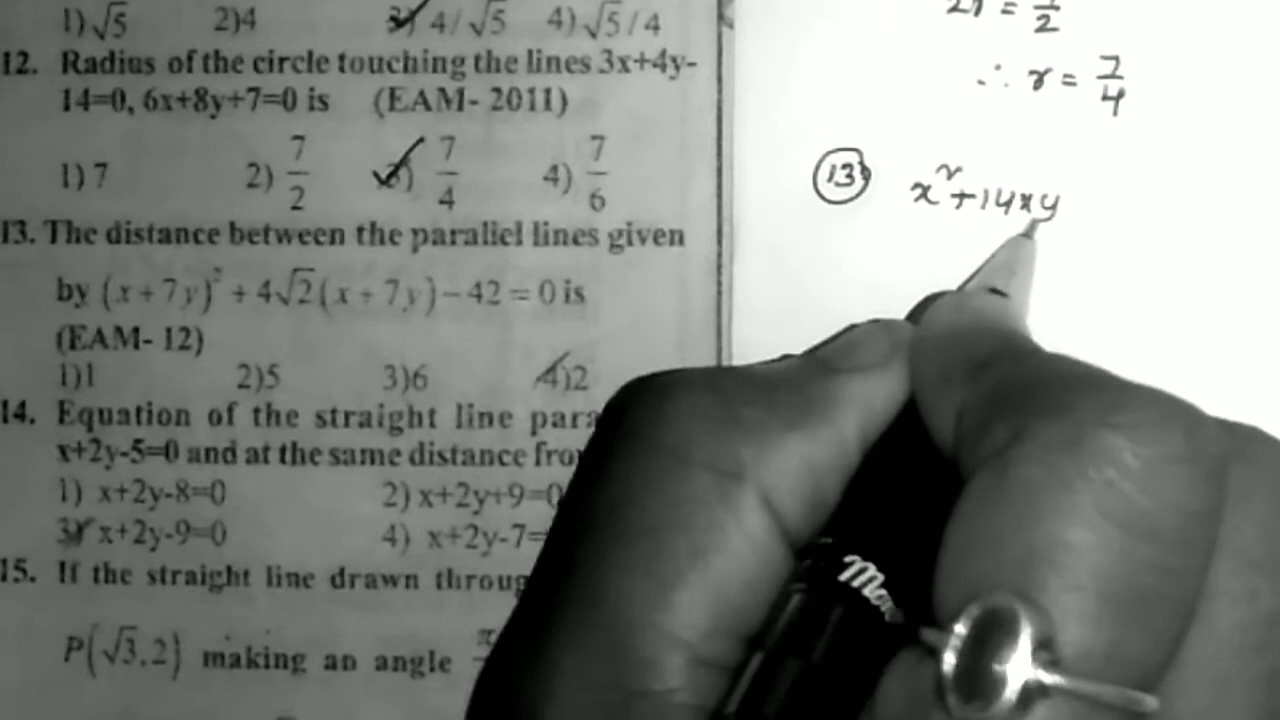 1) √5 2) 4 3) 4/√5 4) √5/4
12. Radius of the circle touching the lines 3x+4y-
14=0, 6x+8y+7=0 is (EAM- 2011)
1) 7 2) 7/2 3) 7/4 4) 7/6
13. The distance between the parallel lines given
by (x+7y)² + 4√2(x+7y) - 42 = 0 is
(EAM- 12)
1)1 2)5 3)6 4)2
14. Equation of the straight line para
x+2y-5=0 and at the same distance fro
1) x+2y-8=0 2) x+2y+9=0
3) x+2y-9=0 4) x+2y-7=
15. If the straight line drawn throug
P(√3,2) making an angle π
2r = 7/2
∴ r = 7/4
13 x²+14xy
Mon